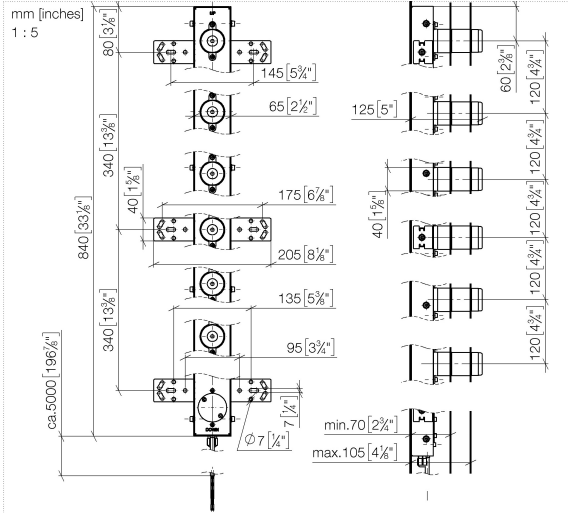 mm [inches]
1 : 5
80 [3⅛"]
UP
145 [5¾"]
65 [2½"]
340 [13⅜"]
40 [1⅝"]
175 [6⅞"]
840 [33⅛"]
205 [8⅛"]
135 [5⅜"]
340 [13⅜"]
95 [3¾"]
ca.5000 [196⅞"]
7 [¼"]
DOWN
Ø7 [¼"]
60 [2⅜"]
120 [4¾"]
125 [5"]
120 [4¾"]
40 [1⅝"]
120 [4¾"]
120 [4¾"]
120 [4¾"]
min.70 [2¾"]
max.105 [4⅛"]